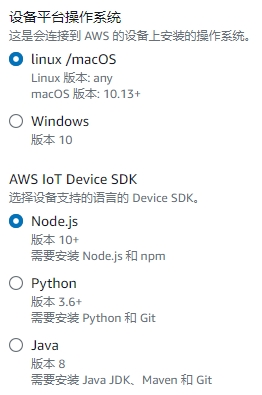 设备平台操作系统
这是会连接到 AWS 的设备上安装的操作系统。
linux /macOS
Linux 版本: any
macOS 版本: 10.13+
Windows
版本 10
AWS IoT Device SDK
选择设备支持的语言的 Device SDK。
Node.js
版本 10+
需要安装 Node.js 和 npm
Python
版本 3.6+
需要安装 Python 和 Git
Java
版本 8
需要安装 Java JDK、Maven 和 Git